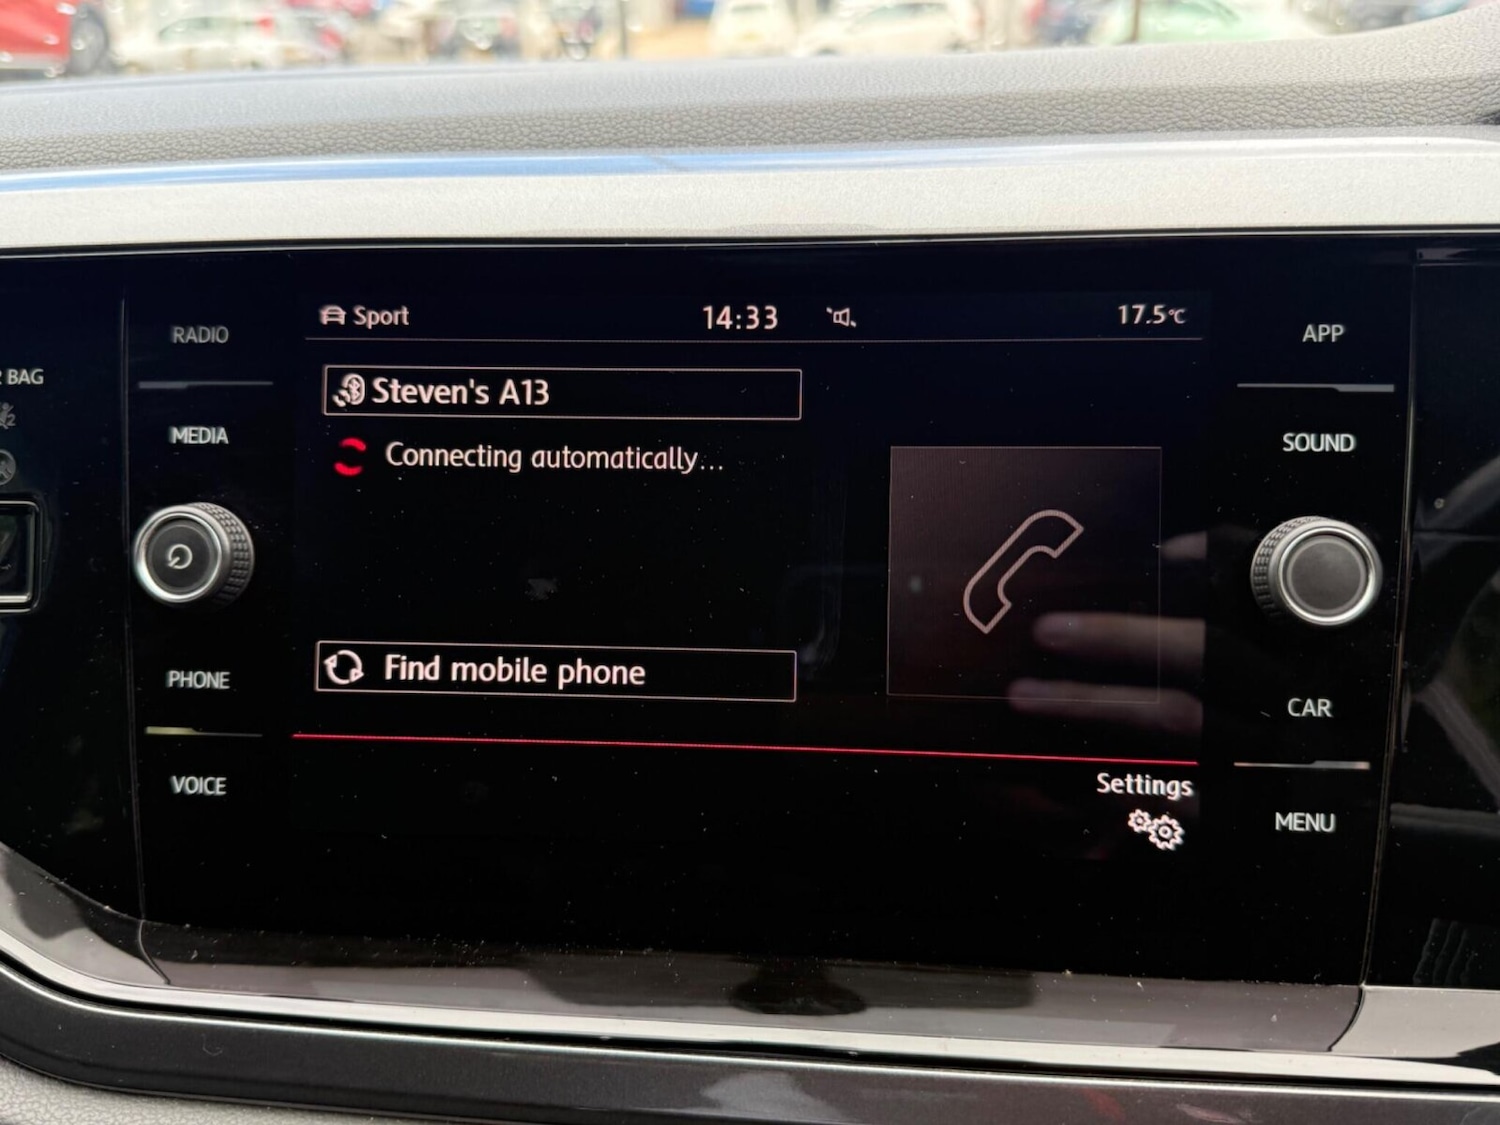 Sport 14:33 17.5°C
RADIO
APP
BAG
Steven's A13
MEDIA
SOUND
Connecting automatically...
PHONE
Find mobile phone
CAR
VOICE
Settings
MENU